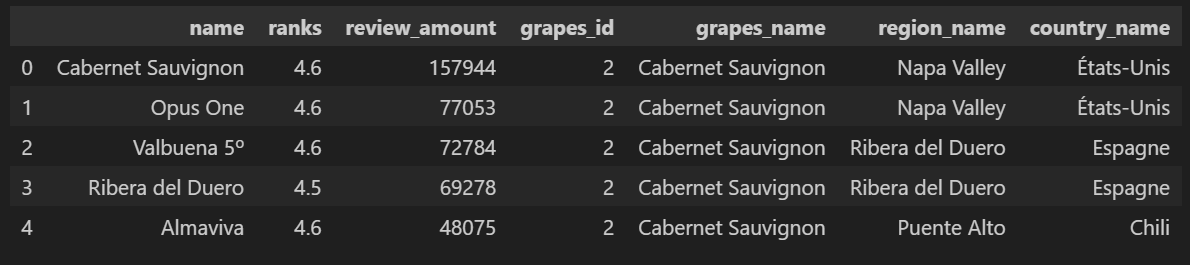 name ranks review_amount grapes_id grapes_name region_name country_name
0 Cabernet Sauvignon 4.6 157944 2 Cabernet Sauvignon Napa Valley États-Unis
1 Opus One 4.6 77053 2 Cabernet Sauvignon Napa Valley États-Unis
2 Valbuena 5º 4.6 72784 2 Cabernet Sauvignon Ribera del Duero Espagne
3 Ribera del Duero 4.5 69278 2 Cabernet Sauvignon Ribera del Duero Espagne
4 Almaviva 4.6 48075 2 Cabernet Sauvignon Puente Alto Chili